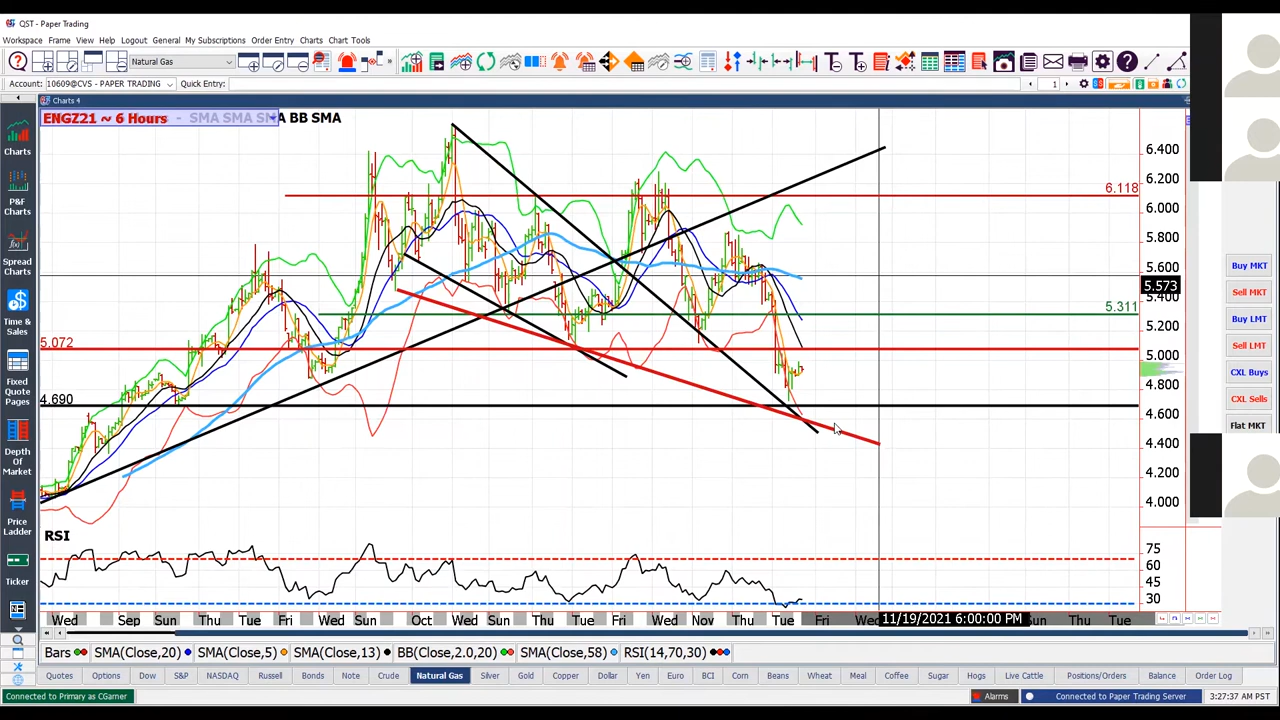 QST - Paper Trading
Workspace Frame View Help Logout General My Subscriptions Order Entry Charts Chart Tools
Natural Gas
Account: 10609@CVS - PAPER TRADING Quick Entry: 1
Charts 4
ENGZ21 ~ 6 Hours - SMA SMA SMA BB SMA
Charts
P&F Charts
Spread Charts
Time & Sales
Fixed Quote Pages
Depth Of Market
Price Ladder
Ticker
6.400
6.200
6.118
6.000
5.800
5.600
5.573
5.400
5.311
5.200
5.072
5.000
4.800
4.690
4.600
4.400
4.200
4.000
Buy MKT
Sell MKT
Buy LMT
Sell LMT
CXL Buys
CXL Sells
Flat MKT
RSI
75
60
45
30
Wed Sep Sun Thu Tue Fri Wed Sun Oct Wed Sun Thu Tue Fri Wed Nov Thu Tue Fri Wed 11/19/2021 6:00:00 PM Sun Thu Tue
Bars SMA(Close,20) SMA(Close,5) SMA(Close,13) BB(Close,2.0,20) SMA(Close,58) RSI(14,70,30)
Quotes Options Dow S&P NASDAQ Russell Bonds Note Crude Natural Gas Silver Gold Copper Dollar Yen Euro BCI Corn Beans Wheat Meal Coffee Sugar Hogs Live Cattle Positions/Orders Balance Order Log
Connected to Primary as CGarner Alarms Connected to Paper Trading Server 3:27:37 AM